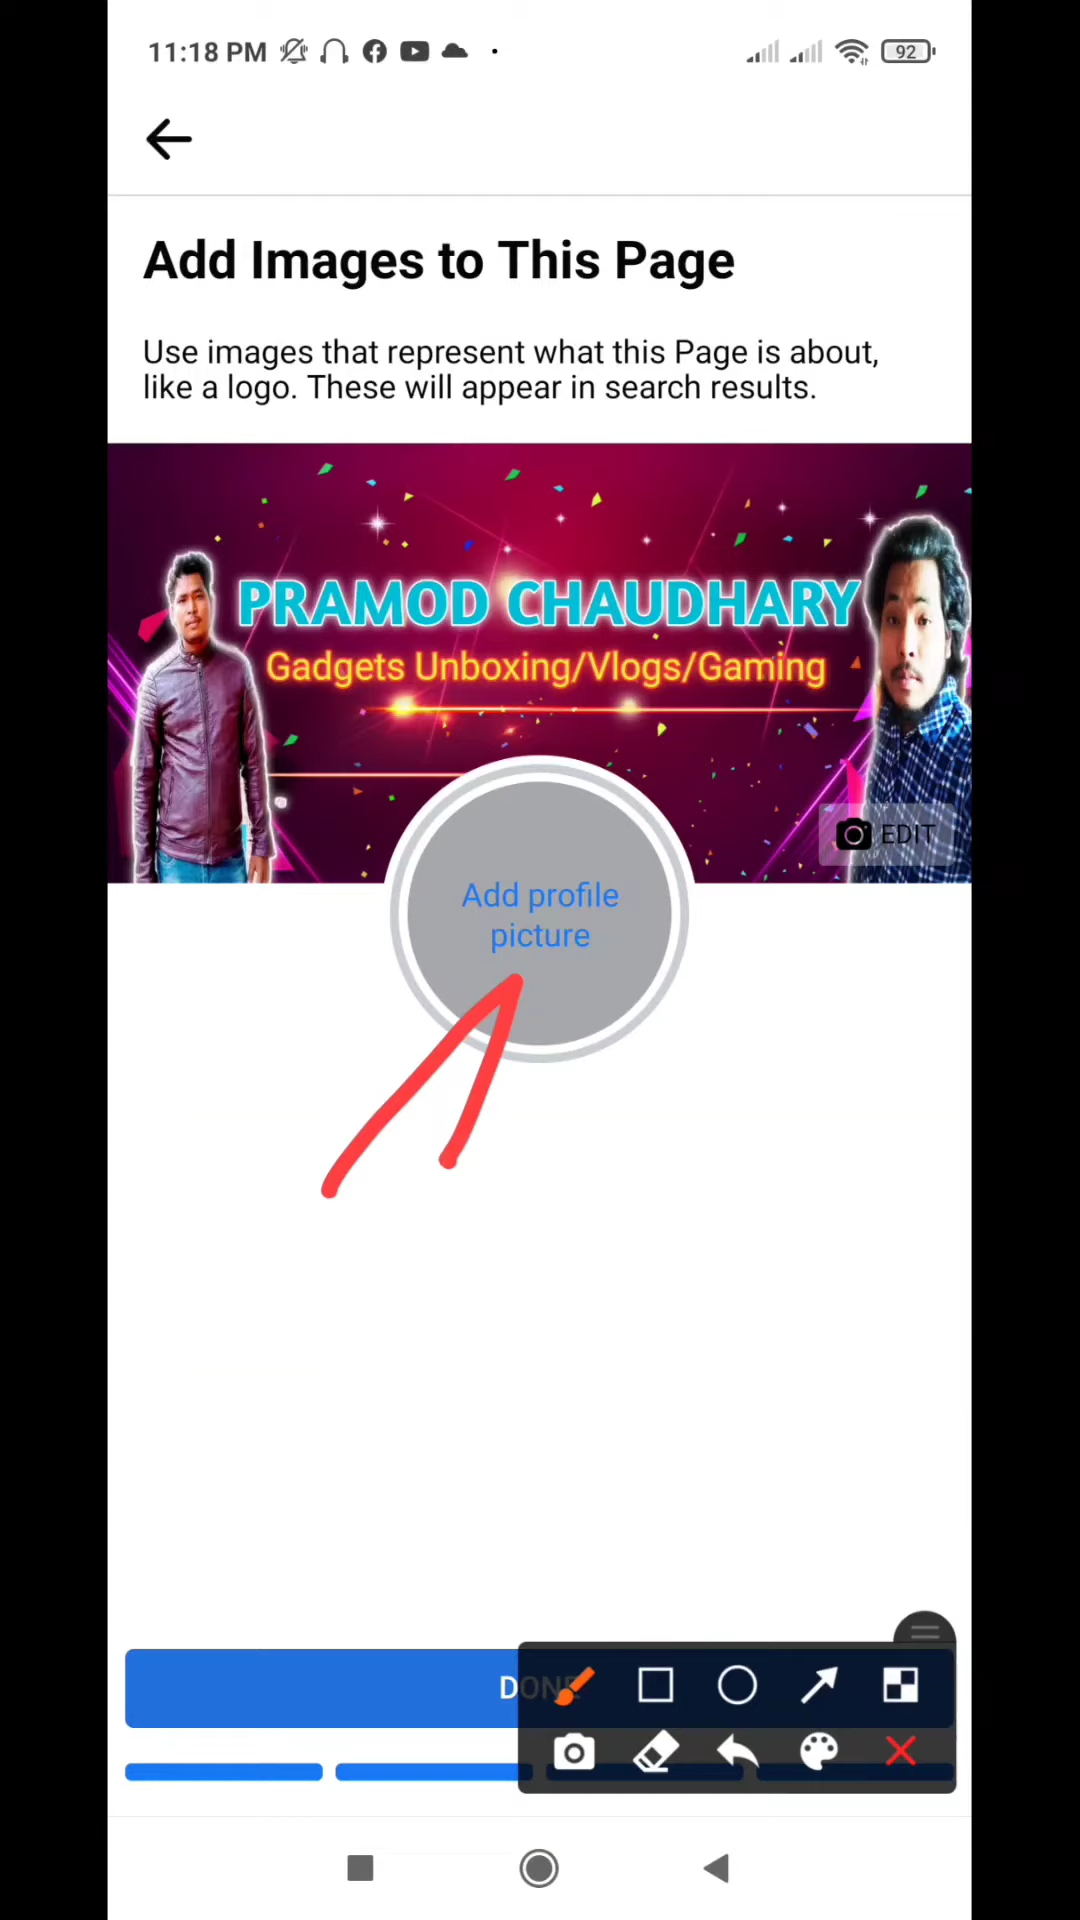 11:18 PM
92
Add Images to This Page
Use images that represent what this Page is about,
like a logo. These will appear in search results.
PRAMOD CHAUDHARY
Gadgets Unboxing/Vlogs/Gaming
EDIT
Add profile
picture
DONE